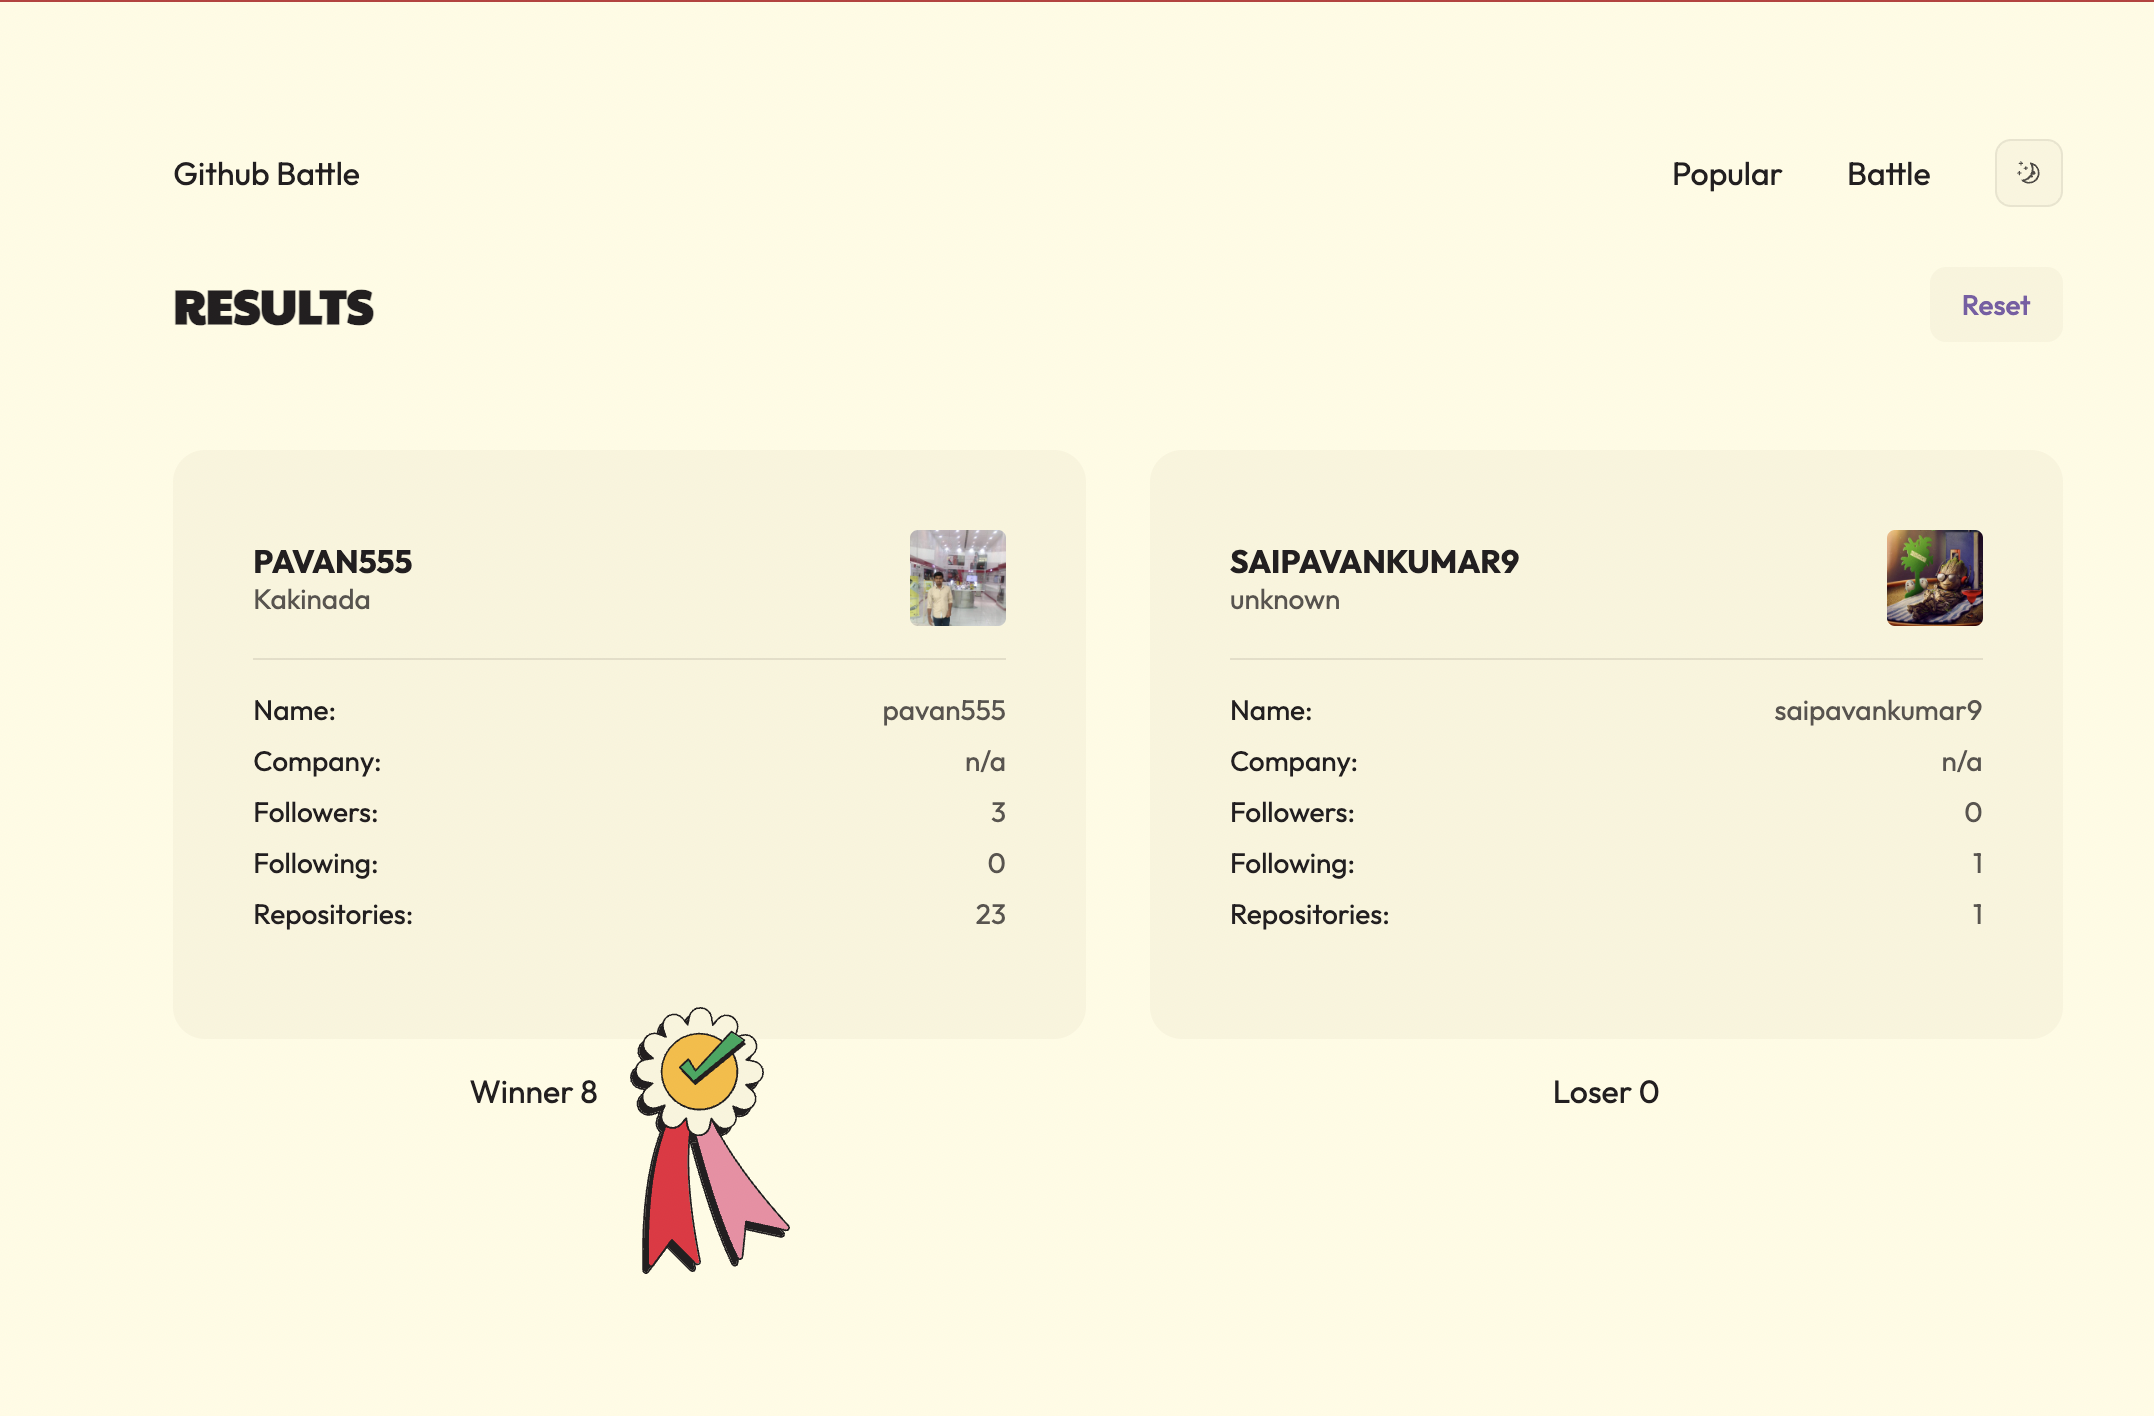 Github Battle
Popular
Battle
RESULTS
Reset
PAVAN555
Kakinada
Name: pavan555
Company: n/a
Followers: 3
Following: 0
Repositories: 23
Winner 8
SAIPAVANKUMAR9
unknown
Name: saipavankumar9
Company: n/a
Followers: 0
Following: 1
Repositories: 1
Loser 0